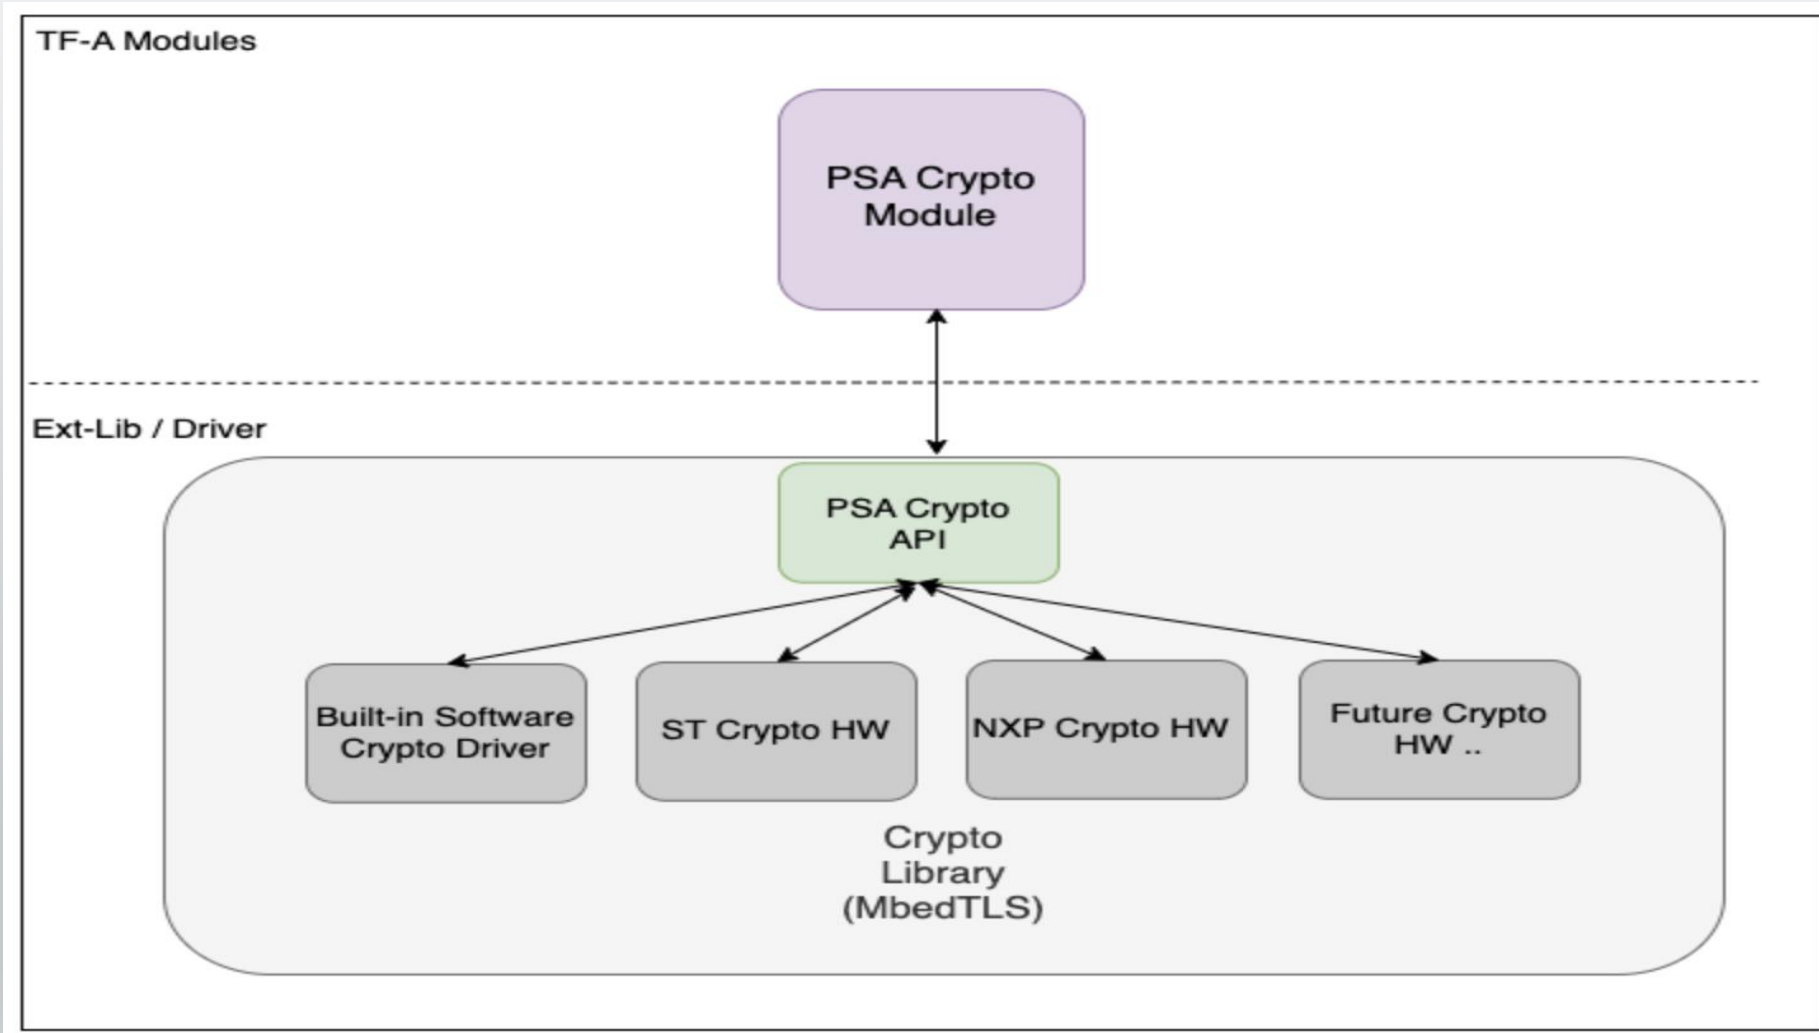 TF-A Modules
PSA Crypto
Module
Ext-Lib / Driver
PSA Crypto
API
Built-in Software
Crypto Driver
ST Crypto HW
NXP Crypto HW
Future Crypto
HW ..
Crypto
Library
(MbedTLS)